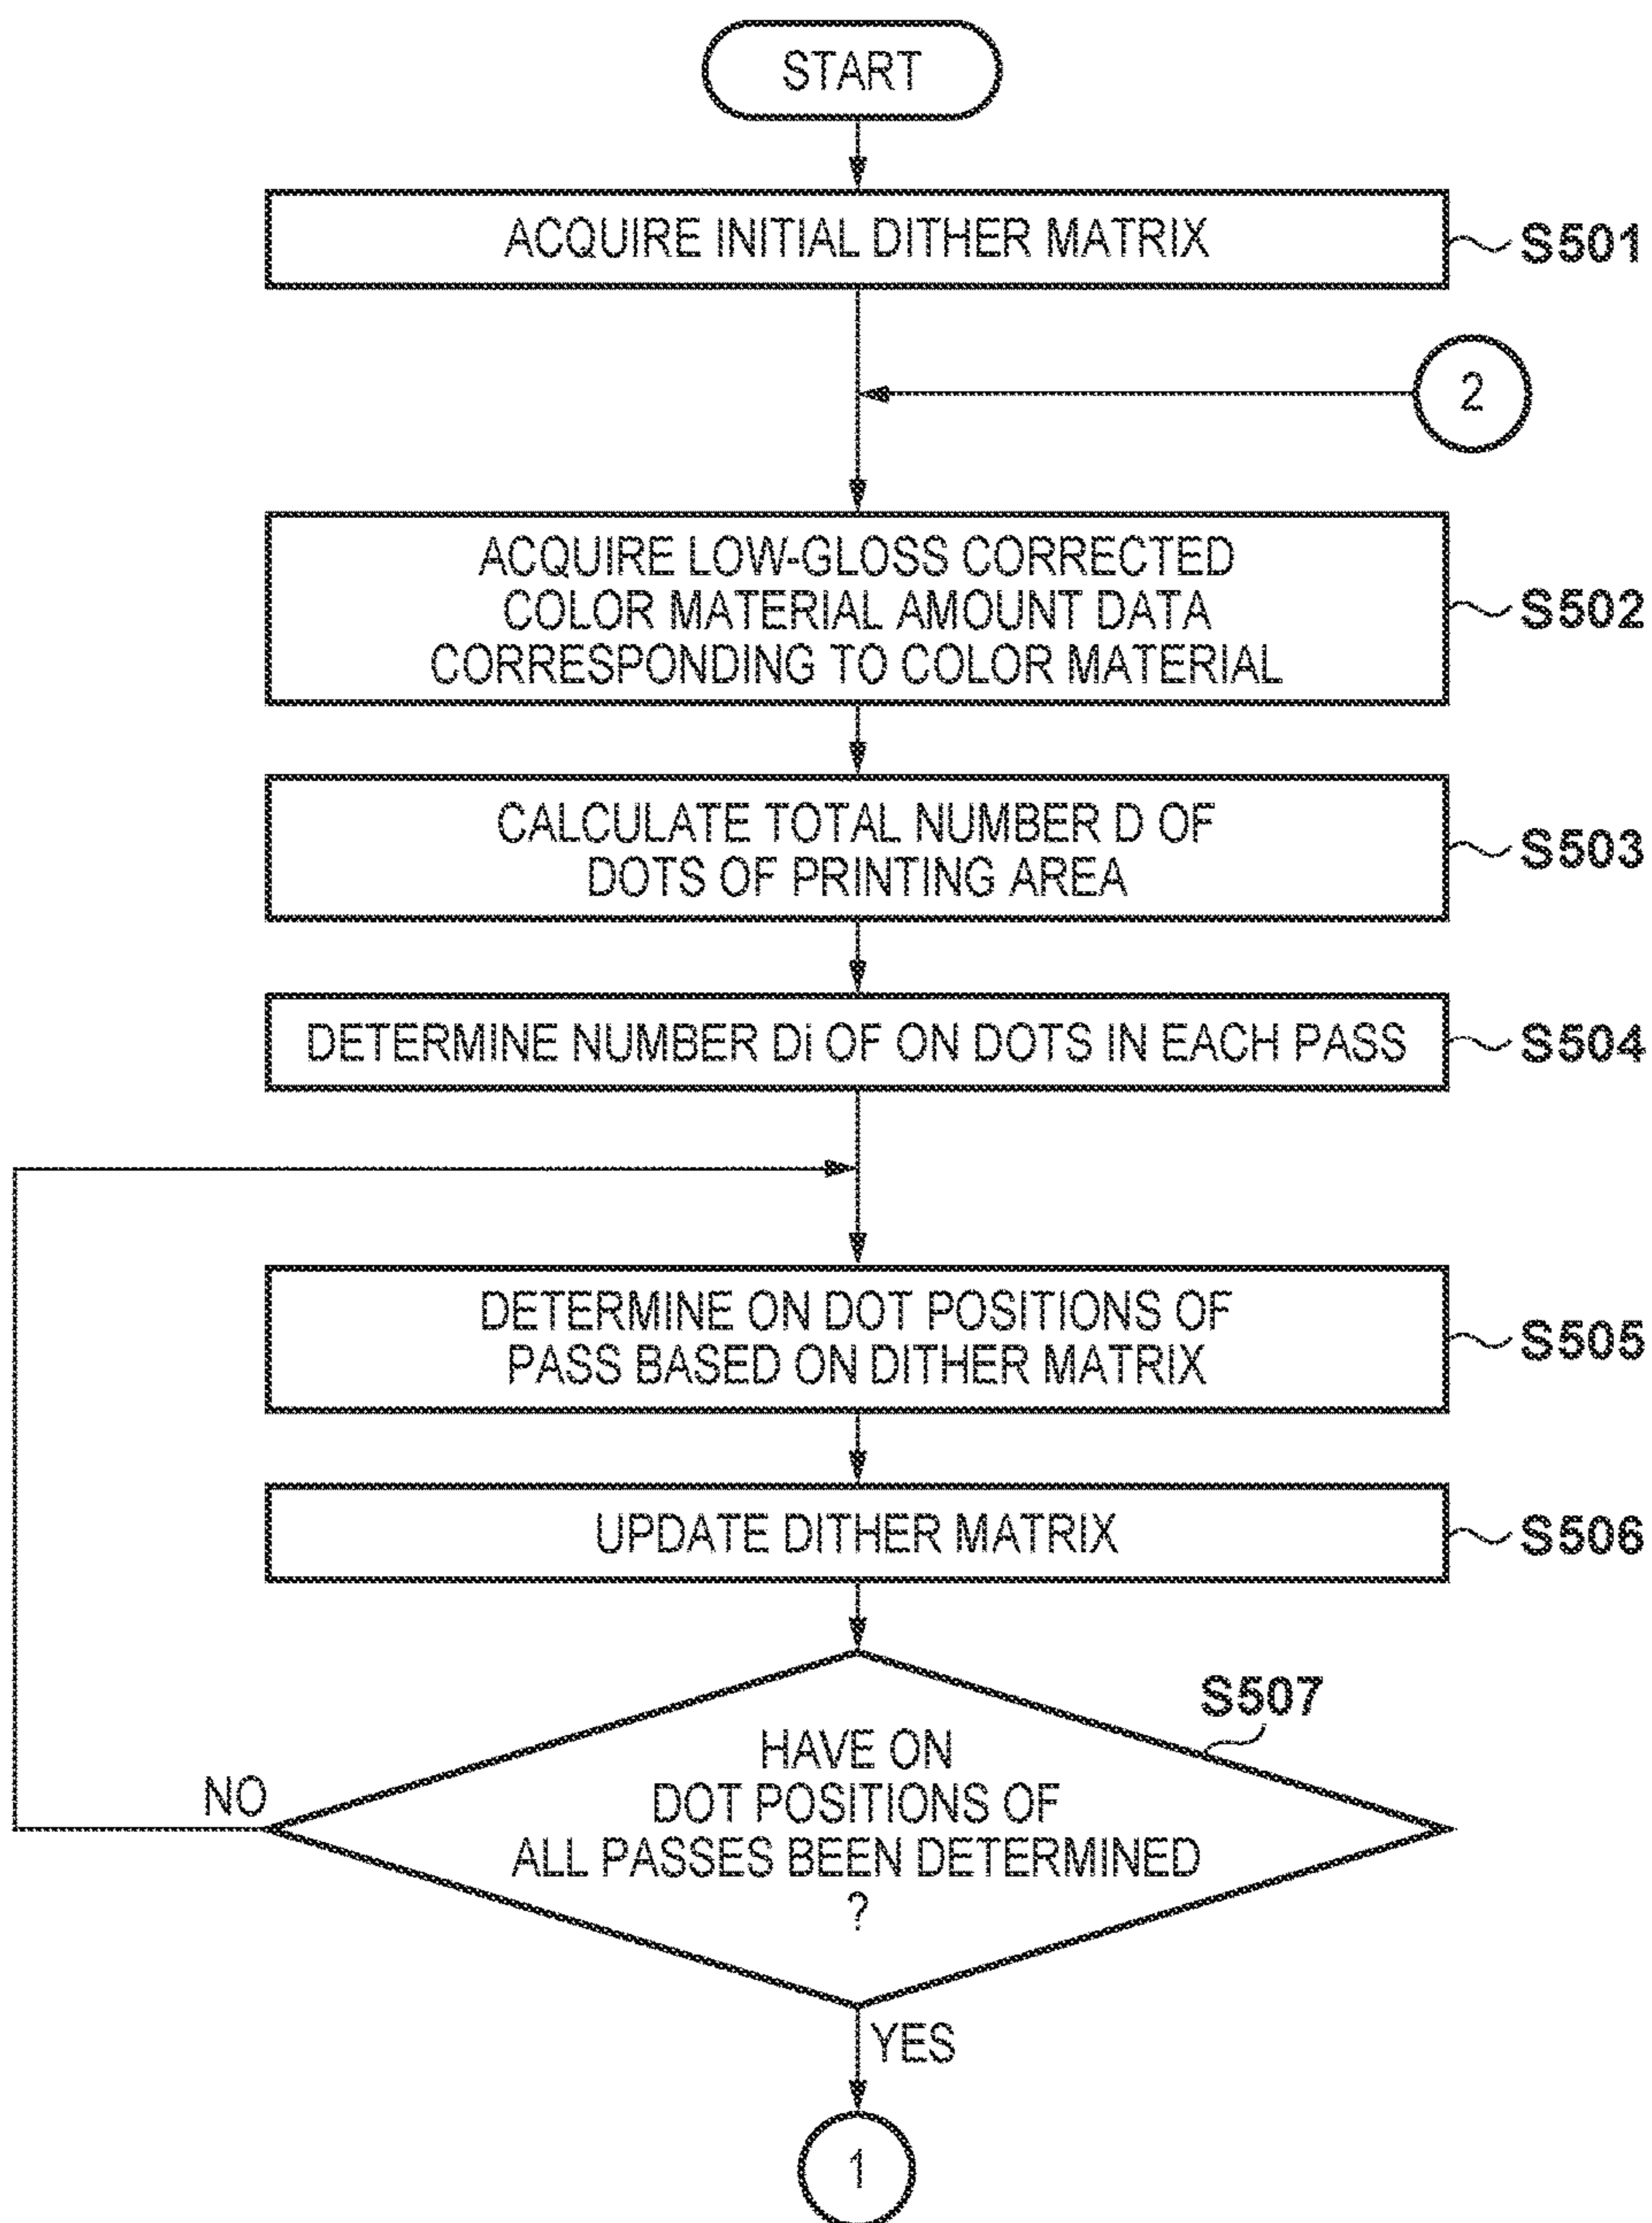 START
ACQUIRE INITIAL DITHER MATRIX
S501
2
ACQUIRE LOW-GLOSS CORRECTED
COLOR MATERIAL AMOUNT DATA
CORRESPONDING TO COLOR MATERIAL
S502
CALCULATE TOTAL NUMBER D OF
DOTS OF PRINTING AREA
S503
DETERMINE NUMBER Di OF ON DOTS IN EACH PASS
S504
DETERMINE ON DOT POSITIONS OF
PASS BASED ON DITHER MATRIX
S505
UPDATE DITHER MATRIX
S506
S507
HAVE ON
DOT POSITIONS OF
ALL PASSES BEEN DETERMINED
?
NO
YES
1